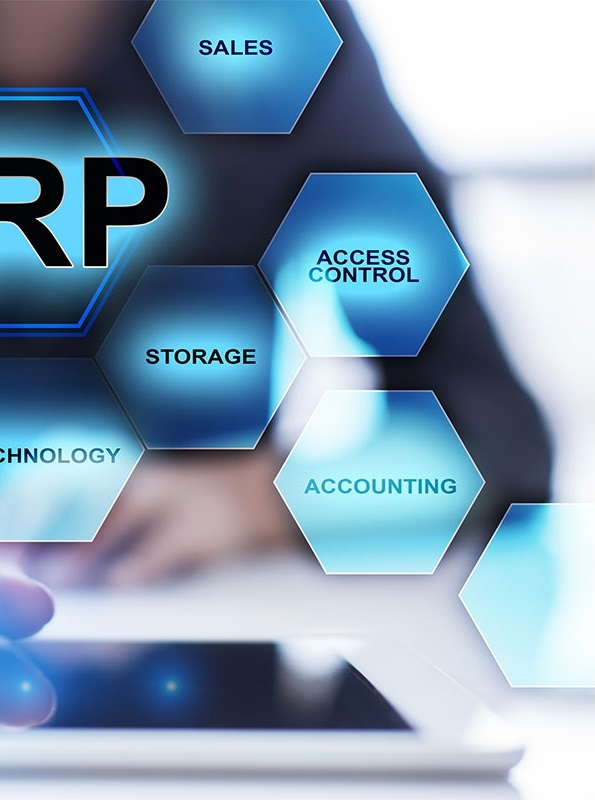 SALES
RP
ACCESS
CONTROL
STORAGE
CHNOLOGY
ACCOUNTING